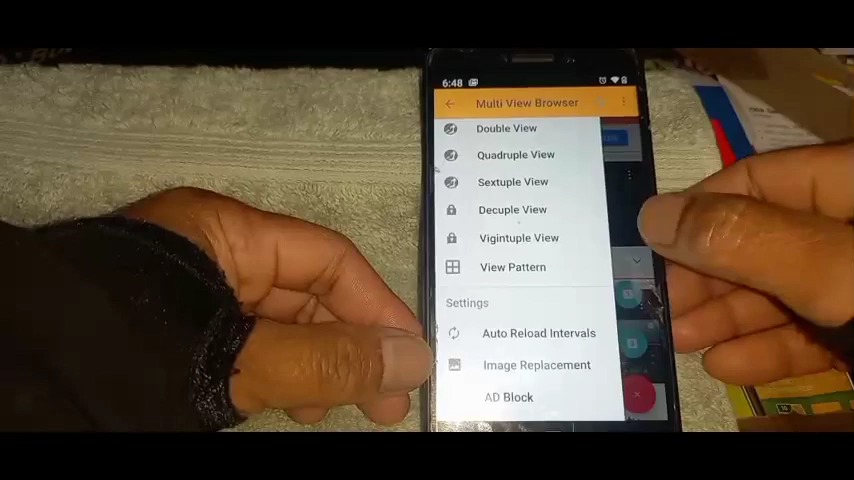 6:48
Multi View Browser
Double View
Quadruple View
Sextuple View
Decuple View
Vigintuple View
View Pattern
Settings
Auto Reload Intervals
Image Replacement
AD Block